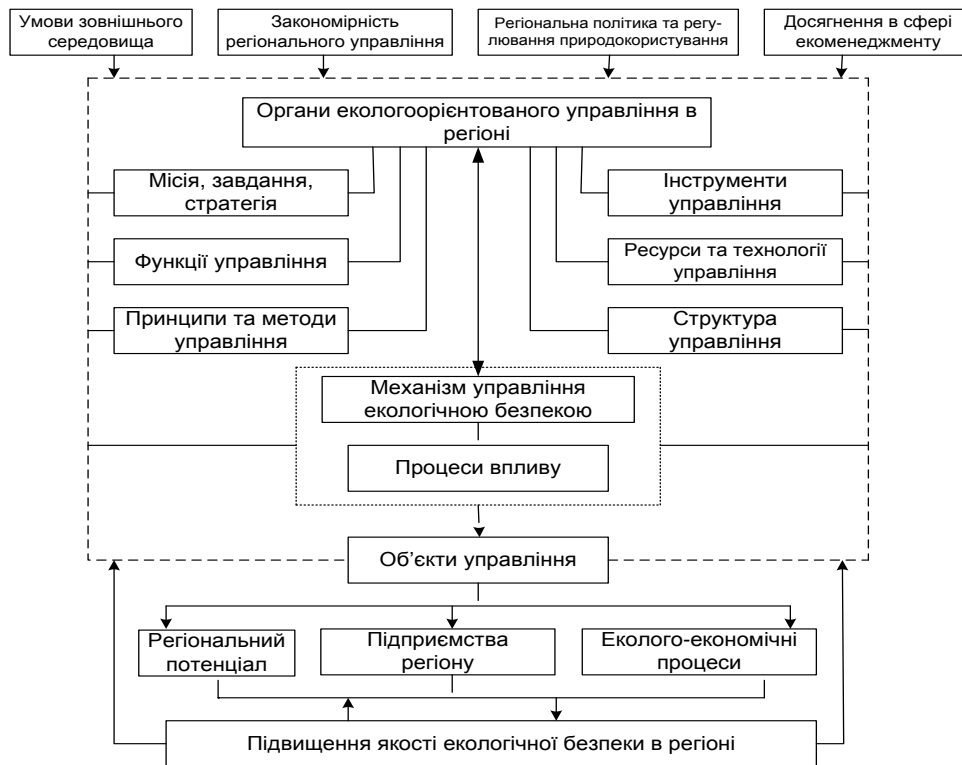 Умови зовнішнього
середовища
Закономірність
регіонального управління
Регіональна політика та регу-
лювання природокористування
Досягнення в сфері
екоменеджменту
Органи екологоорієнтованого управління в
регіоні
Місія, завдання,
стратегія
Інструменти
управління
Функції управління
Ресурси та технології
управління
Принципи та методи
управління
Структура
управління
Механізм управління
екологічною безпекою
Процеси впливу
Об’єкти управління
Регіональний
потенціал
Підприємства
регіону
Еколого-економічні
процеси
Підвищення якості екологічної безпеки в регіоні